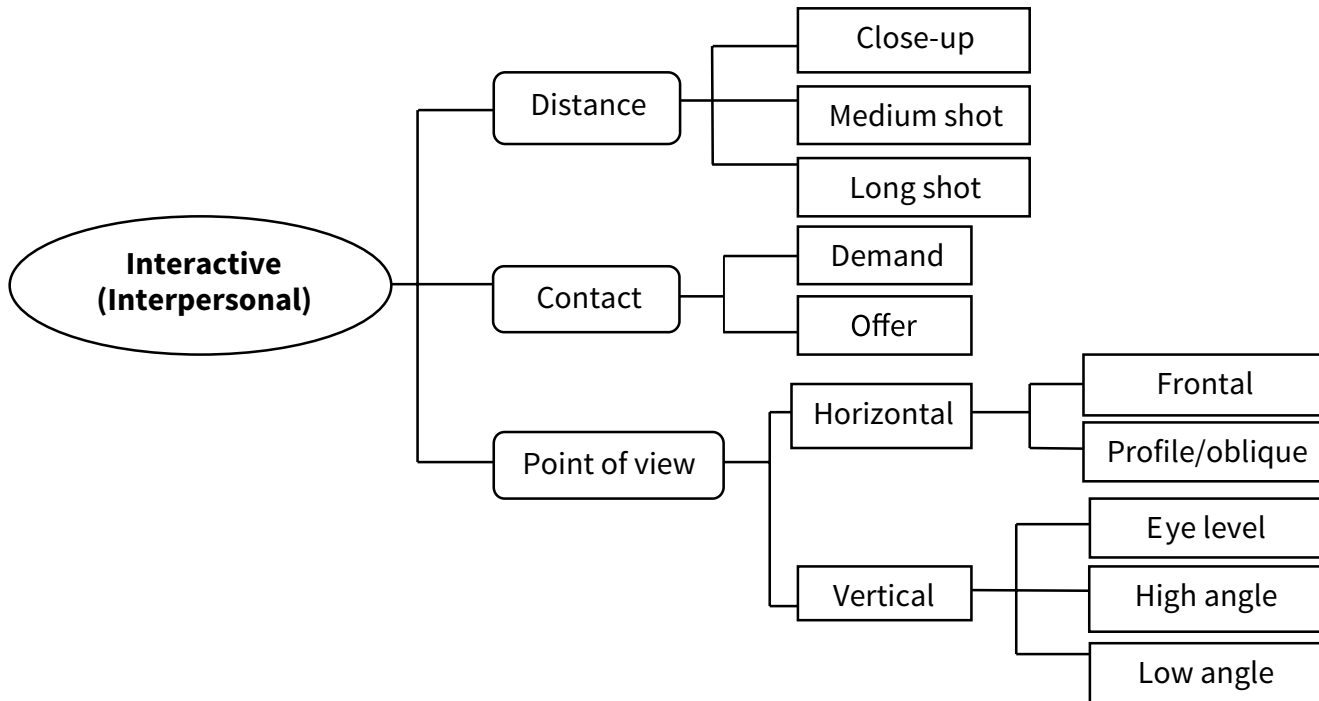 Interactive
(Interpersonal)
Distance
Close-up
Medium shot
Long shot
Contact
Demand
Offer
Point of view
Horizontal
Frontal
Profile/oblique
Vertical
Eye level
High angle
Low angle